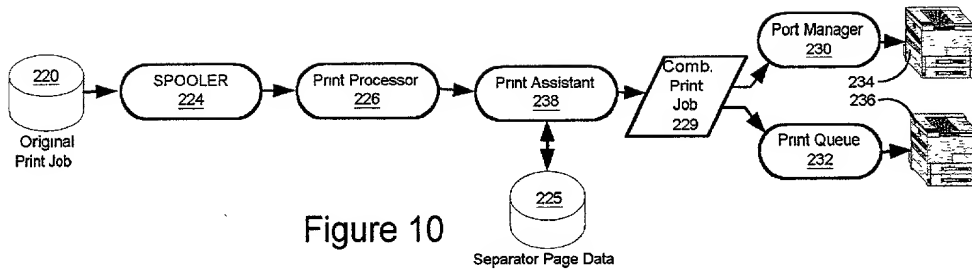 220
Original
Print Job
SPOOLER
224
Print Processor
226
Print Assistant
238
225
Separator Page Data
Comb.
Print
Job
229
Port Manager
230
234
236
Print Queue
232
Figure 10